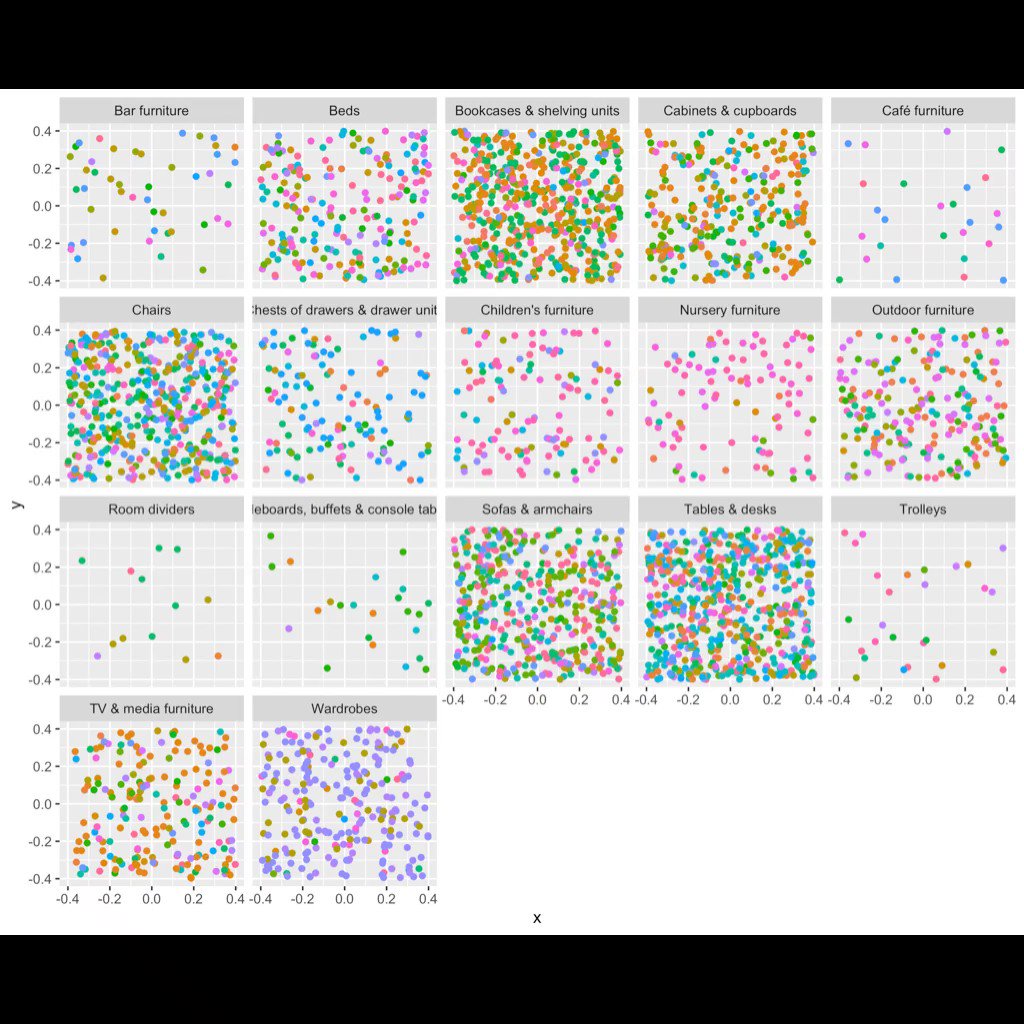 Bar furniture Beds Bookcases & shelving units Cabinets & cupboards Café furniture
0.4
0.2
0.0
-0.2
-0.4
Chairs hests of drawers & drawer unit Children's furniture Nursery furniture Outdoor furniture
0.4
0.2
0.0
-0.2
-0.4
y
Room dividers eboards, buffets & console tab Sofas & armchairs Tables & desks Trolleys
0.4
0.2
0.0
-0.2
-0.4
-0.4 -0.2 0.0 0.2 0.4 -0.4 -0.2 0.0 0.2 0.4 -0.4 -0.2 0.0 0.2 0.4
TV & media furniture Wardrobes
0.4
0.2
0.0
-0.2
-0.4
-0.4 -0.2 0.0 0.2 0.4 -0.4 -0.2 0.0 0.2 0.4
x